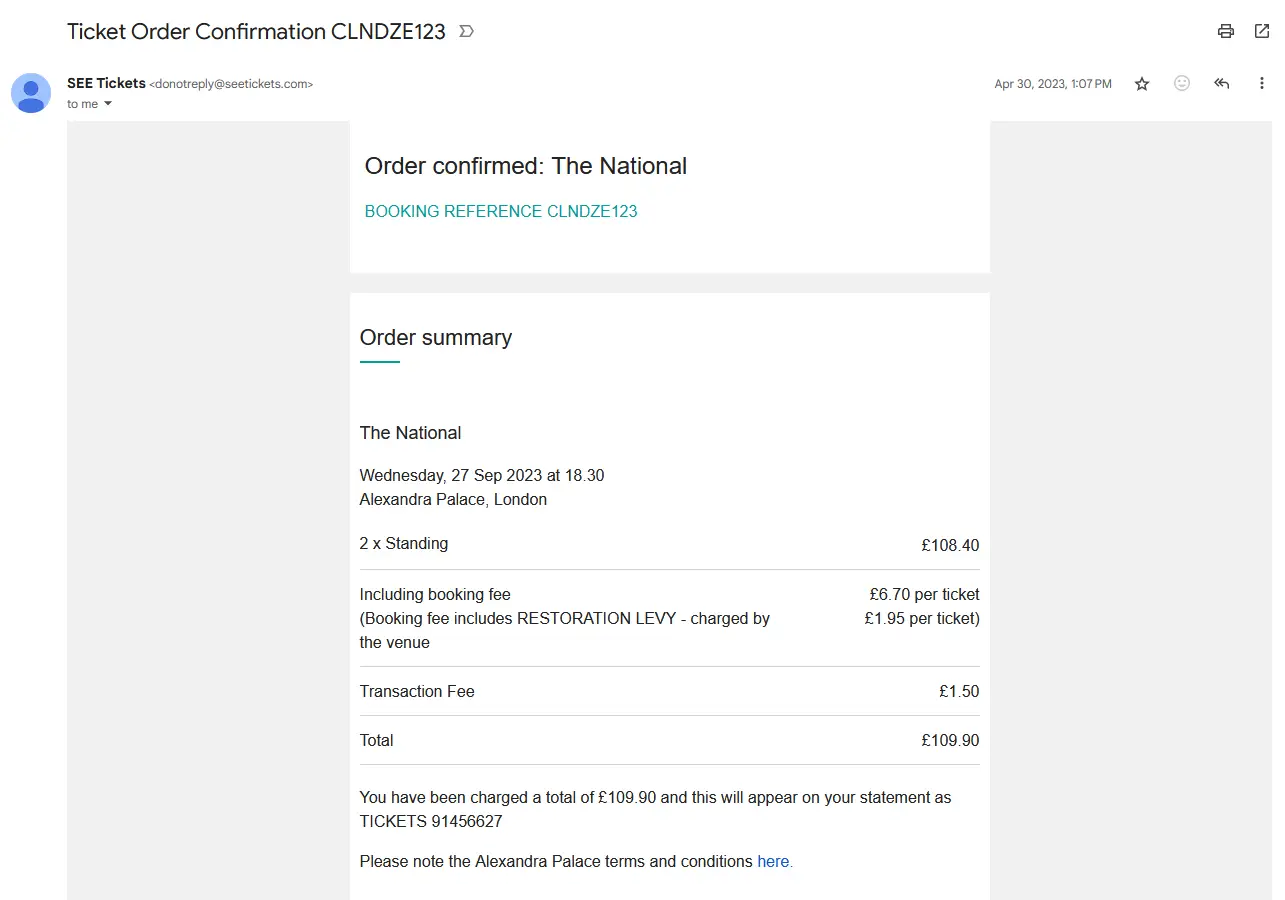 Ticket Order Confirmation CLNDZE123
SEE Tickets <donotreply@seetickets.com>
Apr 30, 2023, 1:07 PM
to me
Order confirmed: The National
BOOKING REFERENCE CLNDZE123
Order summary
The National
Wednesday, 27 Sep 2023 at 18.30
Alexandra Palace, London
2 x Standing £108.40
Including booking fee £6.70 per ticket
(Booking fee includes RESTORATION LEVY - charged by £1.95 per ticket)
the venue
Transaction Fee £1.50
Total £109.90
You have been charged a total of £109.90 and this will appear on your statement as
TICKETS 91456627
Please note the Alexandra Palace terms and conditions here.